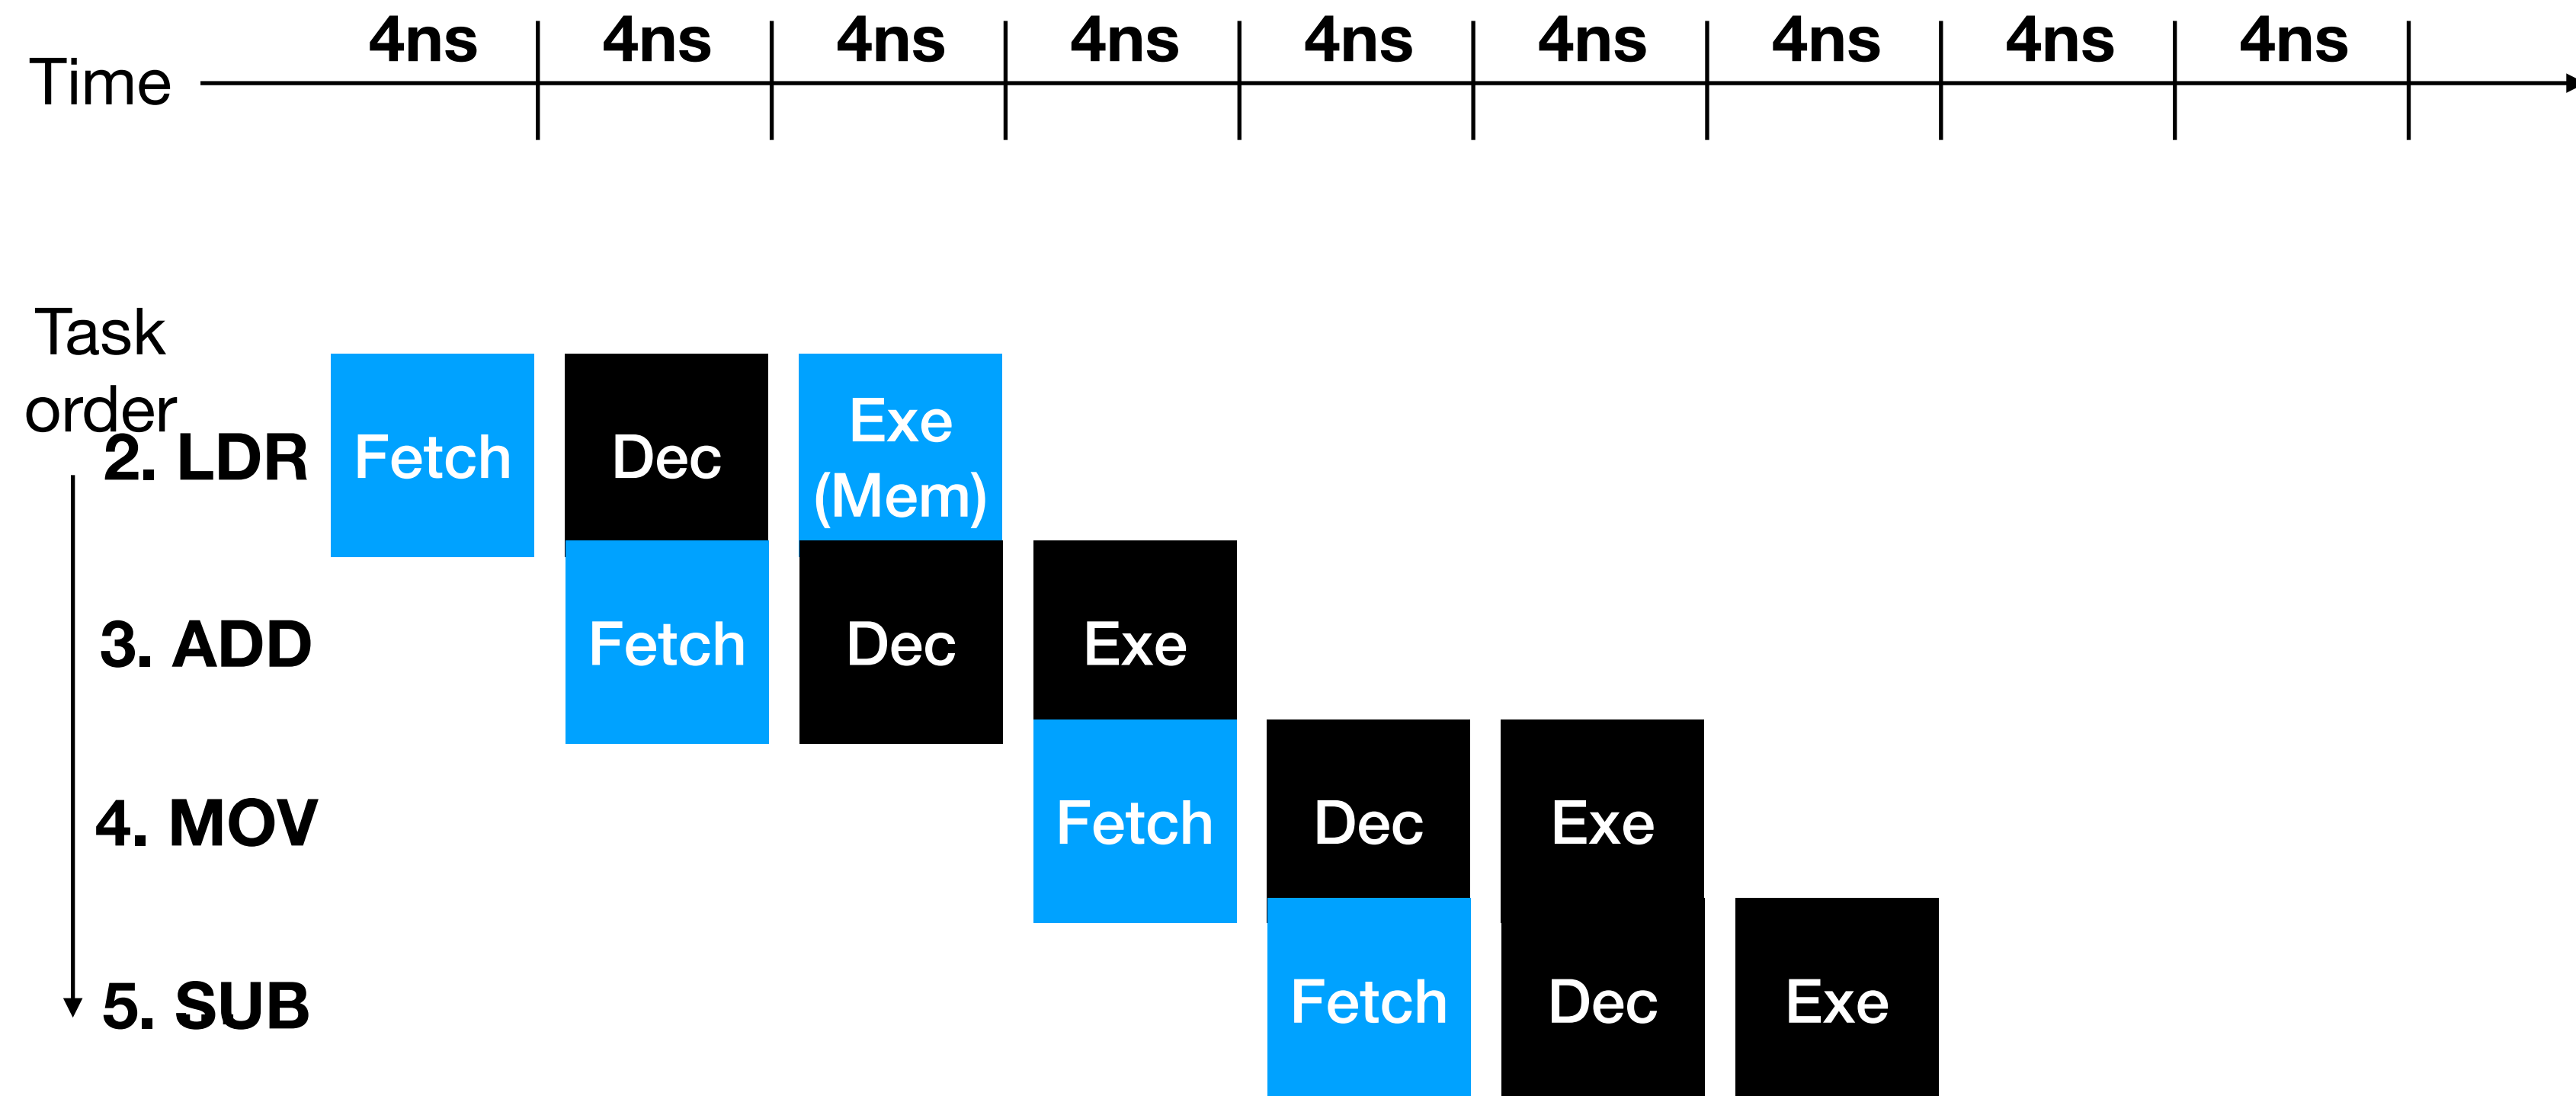 4ns 4ns 4ns 4ns 4ns 4ns 4ns 4ns 4ns
Time
Task
order
2. LDR Fetch Dec Exe
(Mem)
3. ADD Fetch Dec Exe
4. MOV Fetch Dec Exe
5. SUB Fetch Dec Exe